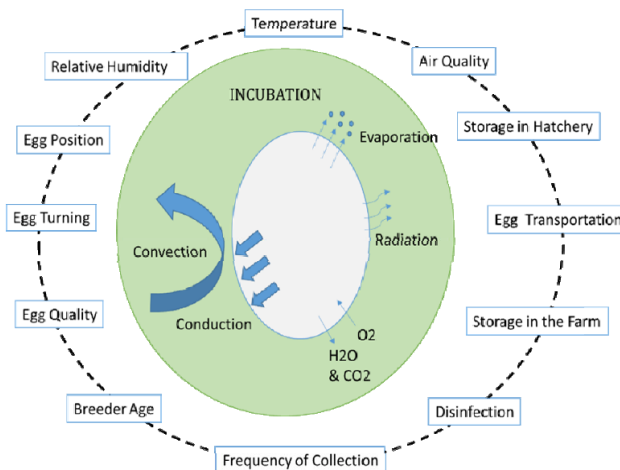 Temperature
Relative Humidity
Air Quality
INCUBATION
Evaporation
Egg Position
Storage in Hatchery
Egg Turning
Egg Transportation
Radiation
Convection
Egg Quality
Conduction
Storage in the Farm
O2
H2O
& CO2
Breeder Age
Disinfection
Frequency of Collection